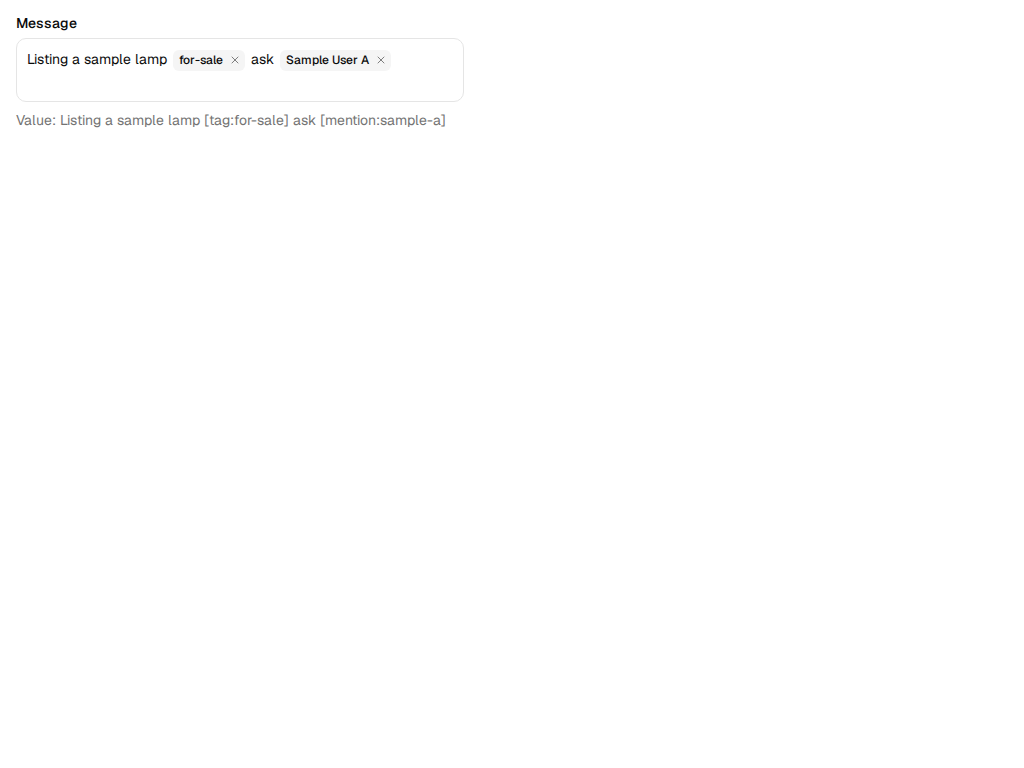 Message
Listing a sample lamp for-sale ask Sample User A
Value: Listing a sample lamp [tag:for-sale] ask [mention:sample-a]